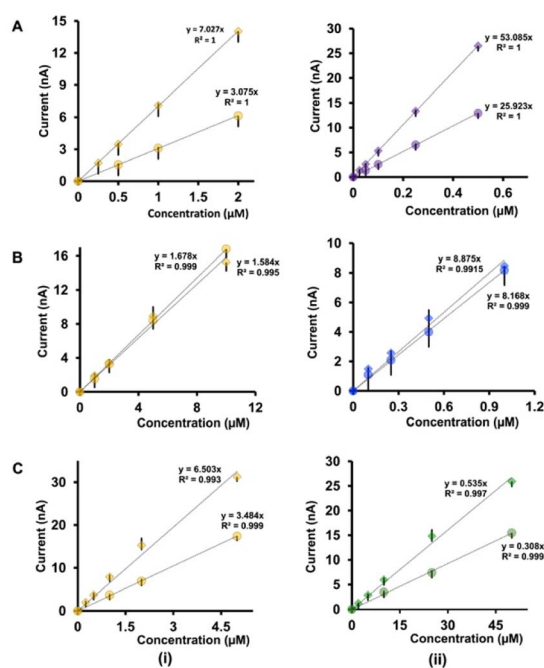 A
Current (nA)
15
12
9
6
3
0
y = 7.027x
R² = 1
y = 3.075x
R² = 1
0
0.5
1
1.5
2
Concentration (µM)
Current (nA)
30
25
20
15
10
5
0
y = 53.085x
R² = 1
y = 25.923x
R² = 1
0
0.2
0.4
0.6
Concentration (µM)
B
Current (nA)
16
12
8
4
0
y = 1.678x
R² = 0.999
y = 1.584x
R² = 0.995
0
3
6
9
12
Concentration (µM)
Current (nA)
10
8
6
4
2
0
y = 8.875x
R² = 0.9915
y = 8.168x
R² = 0.999
0
0.3
0.6
0.9
1.2
Concentration (µM)
C
Current (nA)
30
20
10
0
y = 6.503x
R² = 0.993
y = 3.484x
R² = 0.999
0
1.5
3
4.5
Concentration (µM)
(i)
Current (nA)
30
25
20
15
10
5
0
y = 0.535x
R² = 0.997
y = 0.308x
R² = 0.999
0
15
30
45
Concentration (µM)
(ii)